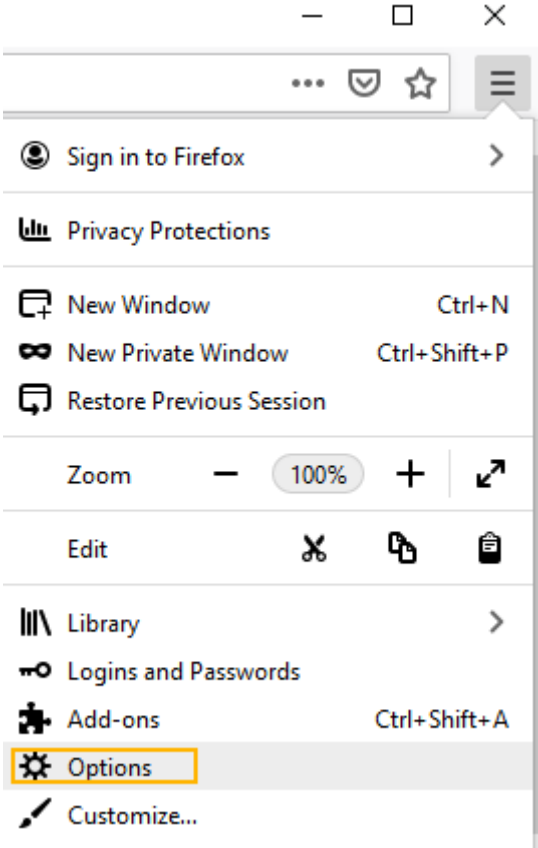 Sign in to Firefox
Privacy Protections
New Window Ctrl+N
New Private Window Ctrl+Shift+P
Restore Previous Session
Zoom 100%
Edit
Library
Logins and Passwords
Add-ons Ctrl+Shift+A
Options
Customize...